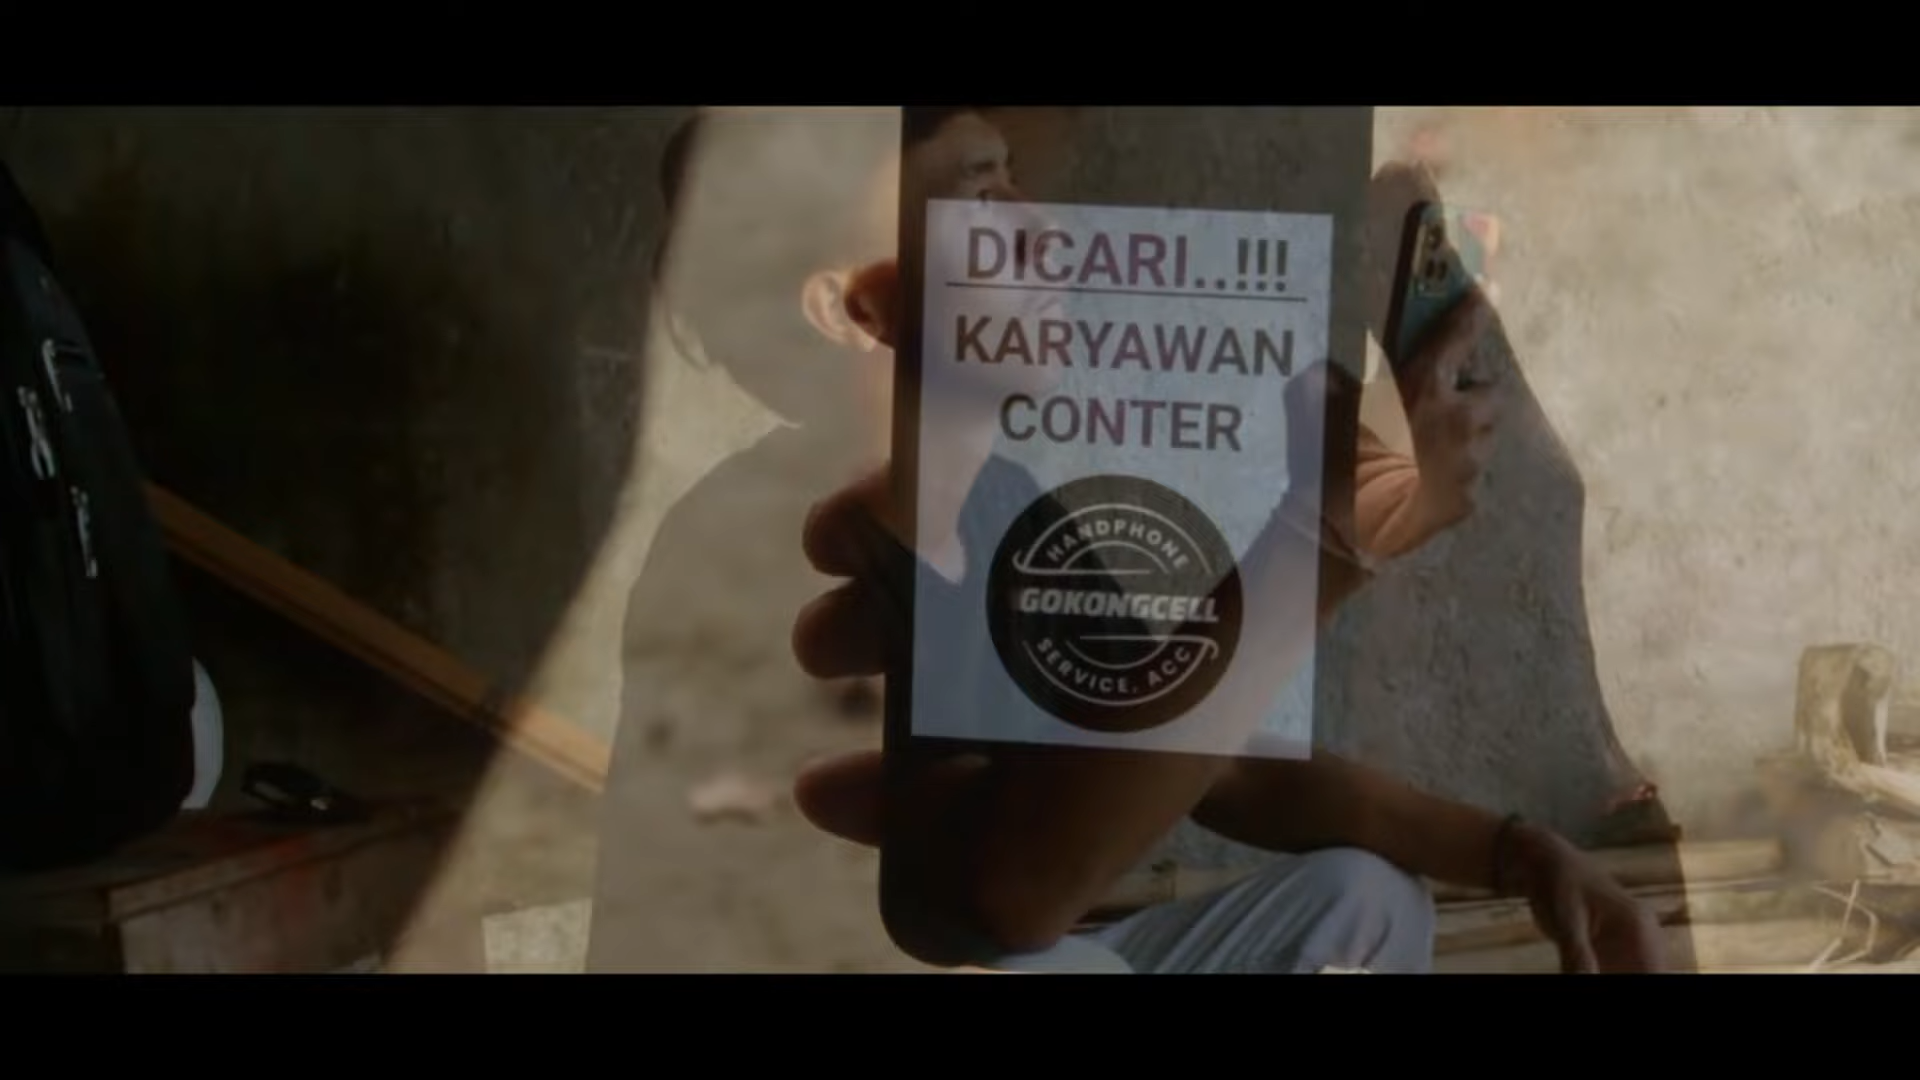 DICARI..!!!
KARYAWAN
CONTER
HANDPHONE
GOKONGCELL
SERVICE, ACC